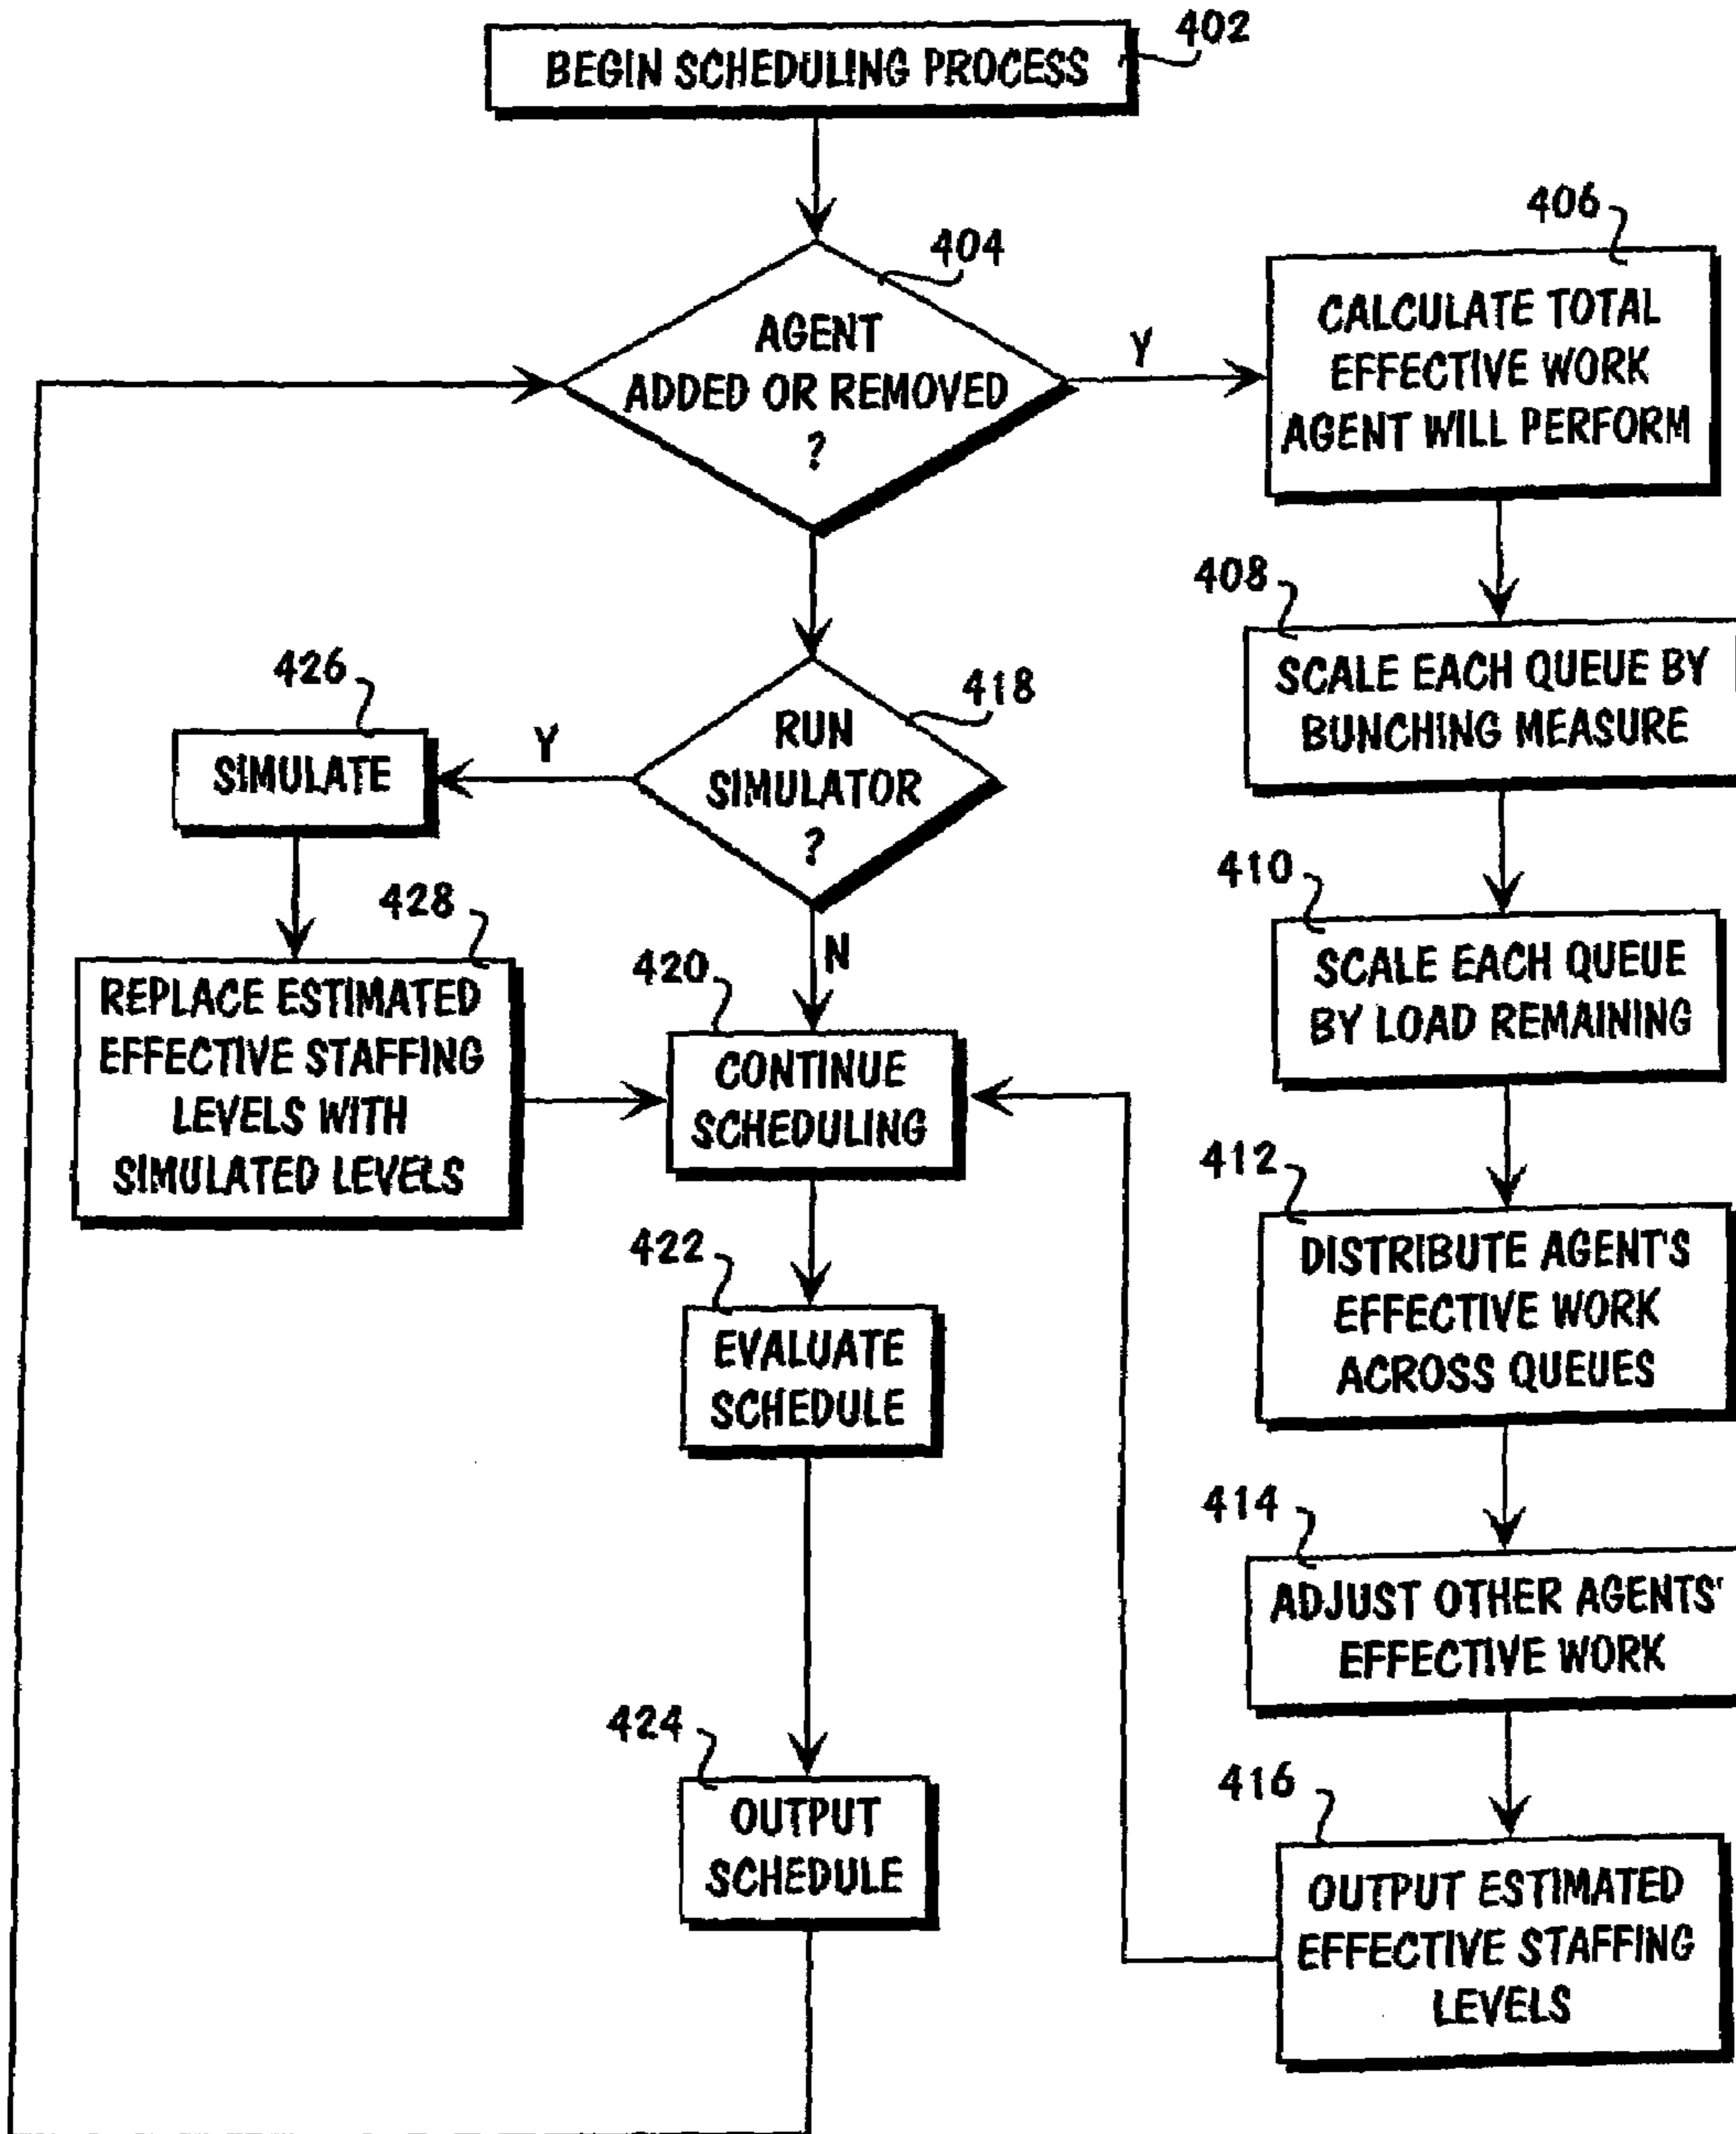 402
BEGIN SCHEDULING PROCESS
404
AGENT
ADDED OR REMOVED
?
Y
406
CALCULATE TOTAL
EFFECTIVE WORK
AGENT WILL PERFORM
408
SCALE EACH QUEUE BY
BUNCHING MEASURE
410
SCALE EACH QUEUE
BY LOAD REMAINING
412
DISTRIBUTE AGENT'S
EFFECTIVE WORK
ACROSS QUEUES
414
ADJUST OTHER AGENTS'
EFFECTIVE WORK
416
OUTPUT ESTIMATED
EFFECTIVE STAFFING
LEVELS
418
RUN
SIMULATOR
?
Y
N
426
SIMULATE
428
REPLACE ESTIMATED
EFFECTIVE STAFFING
LEVELS WITH
SIMULATED LEVELS
420
CONTINUE
SCHEDULING
422
EVALUATE
SCHEDULE
424
OUTPUT
SCHEDULE